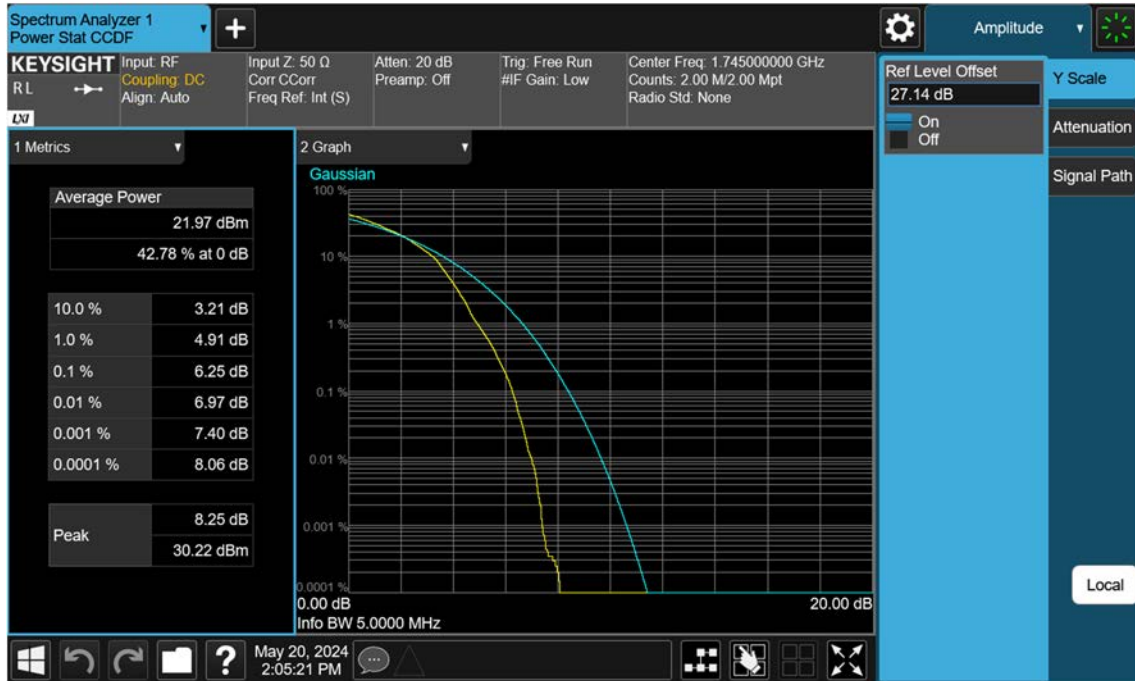 Spectrum Analyzer 1
Power Stat CCDF
+
Amplitude
KEYSIGHT
R L
LXI
Input: RF
Coupling: DC
Align: Auto
Input Z: 50 Ω
Corr CCorr
Freq Ref: Int (S)
Atten: 20 dB
Preamp: Off
Trig: Free Run
#IF Gain: Low
Center Freq: 1.745000000 GHz
Counts: 2.00 M/2.00 Mpt
Radio Std: None
Ref Level Offset
27.14 dB
On
Off
Y Scale
Attenuation
Signal Path
1 Metrics
Average Power
21.97 dBm
42.78 % at 0 dB
10.0 % 3.21 dB
1.0 % 4.91 dB
0.1 % 6.25 dB
0.01 % 6.97 dB
0.001 % 7.40 dB
0.0001 % 8.06 dB
Peak
8.25 dB
30.22 dBm
2 Graph
Gaussian
100 %
10 %
1 %
0.1 %
0.01 %
0.001 %
0.0001 %
0.00 dB 20.00 dB
Info BW 5.0000 MHz
Local
?
May 20, 2024
2:05:21 PM